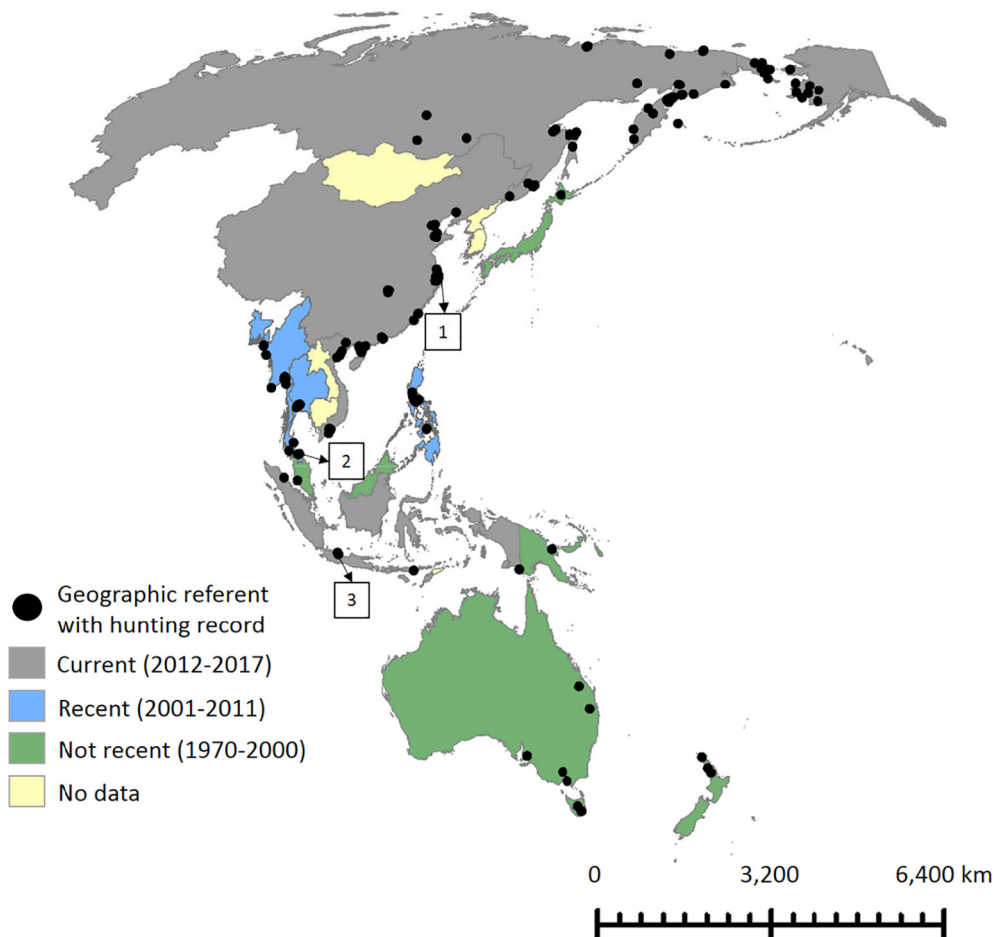 1
2
3
Geographic referent
with hunting record
Current (2012-2017)
Recent (2001-2011)
Not recent (1970-2000)
No data
0 3,200 6,400 km